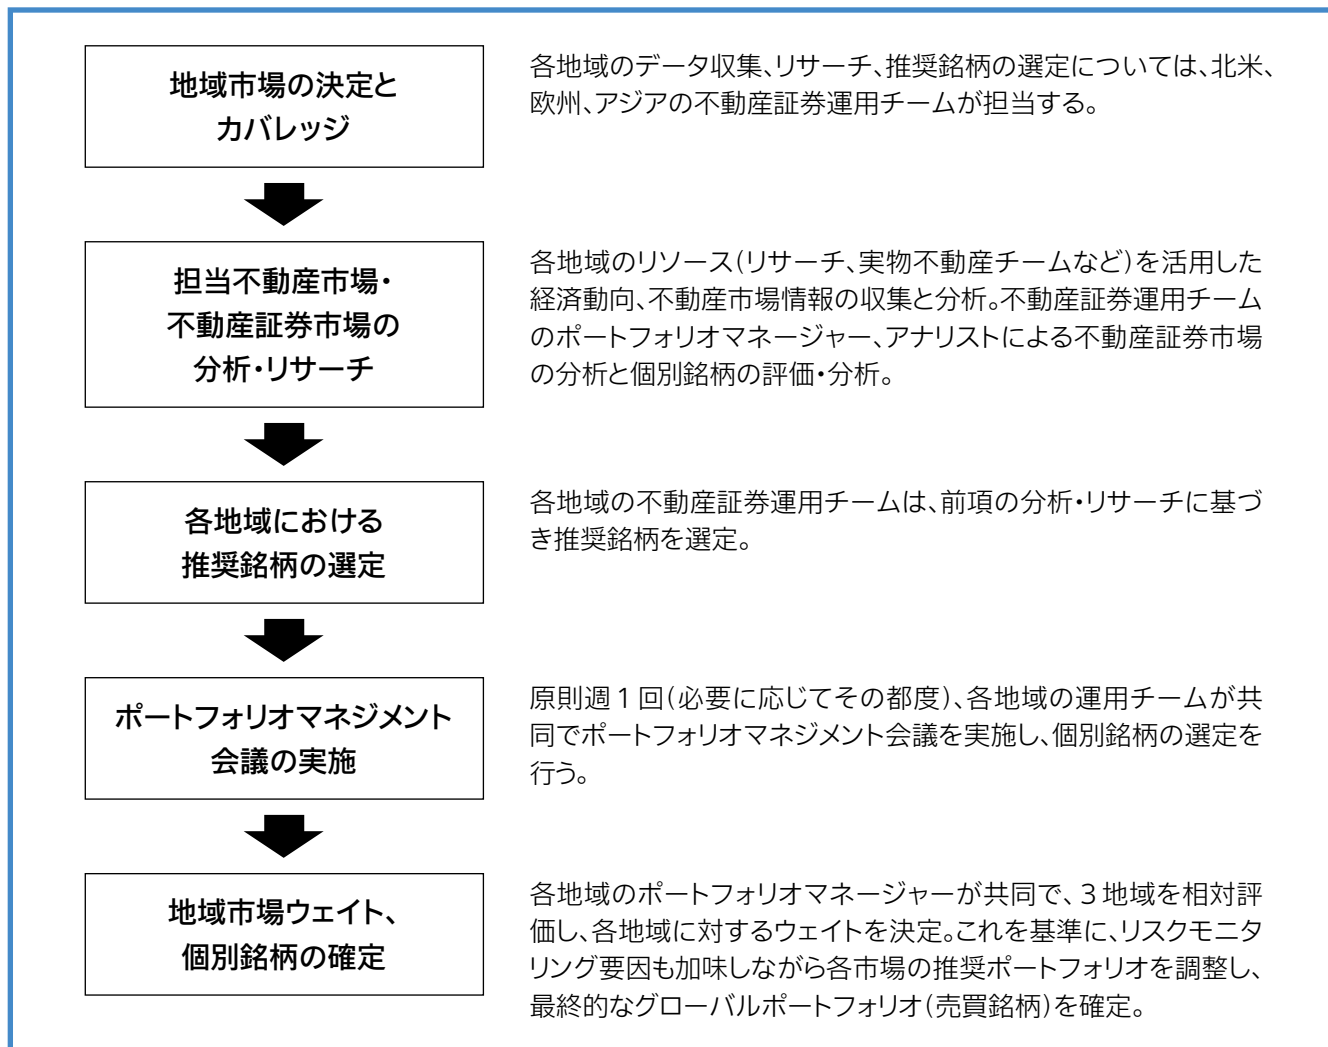 地域市場の決定と
カバレッジ
各地域のデータ収集、リサーチ、推奨銘柄の選定については、北米、
欧州、アジアの不動産証券運用チームが担当する。
担当不動産市場・
不動産証券市場の
分析・リサーチ
各地域のリソース(リサーチ、実物不動産チームなど)を活用した
経済動向、不動産市場情報の収集と分析。不動産証券運用チーム
のポートフォリオマネージャー、アナリストによる不動産証券市場
の分析と個別銘柄の評価・分析。
各地域における
推奨銘柄の選定
各地域の不動産証券運用チームは、前項の分析・リサーチに基づ
き推奨銘柄を選定。
ポートフォリオマネジメント
会議の実施
原則週1回(必要に応じてその都度)、各地域の運用チームが共
同でポートフォリオマネジメント会議を実施し、個別銘柄の選定を
行う。
地域市場ウェイト、
個別銘柄の確定
各地域のポートフォリオマネージャーが共同で、3地域を相対評
価し、各地域に対するウェイトを決定。これを基準に、リスクモニタ
リング要因も加味しながら各市場の推奨ポートフォリオを調整し、
最終的なグローバルポートフォリオ(売買銘柄)を確定。